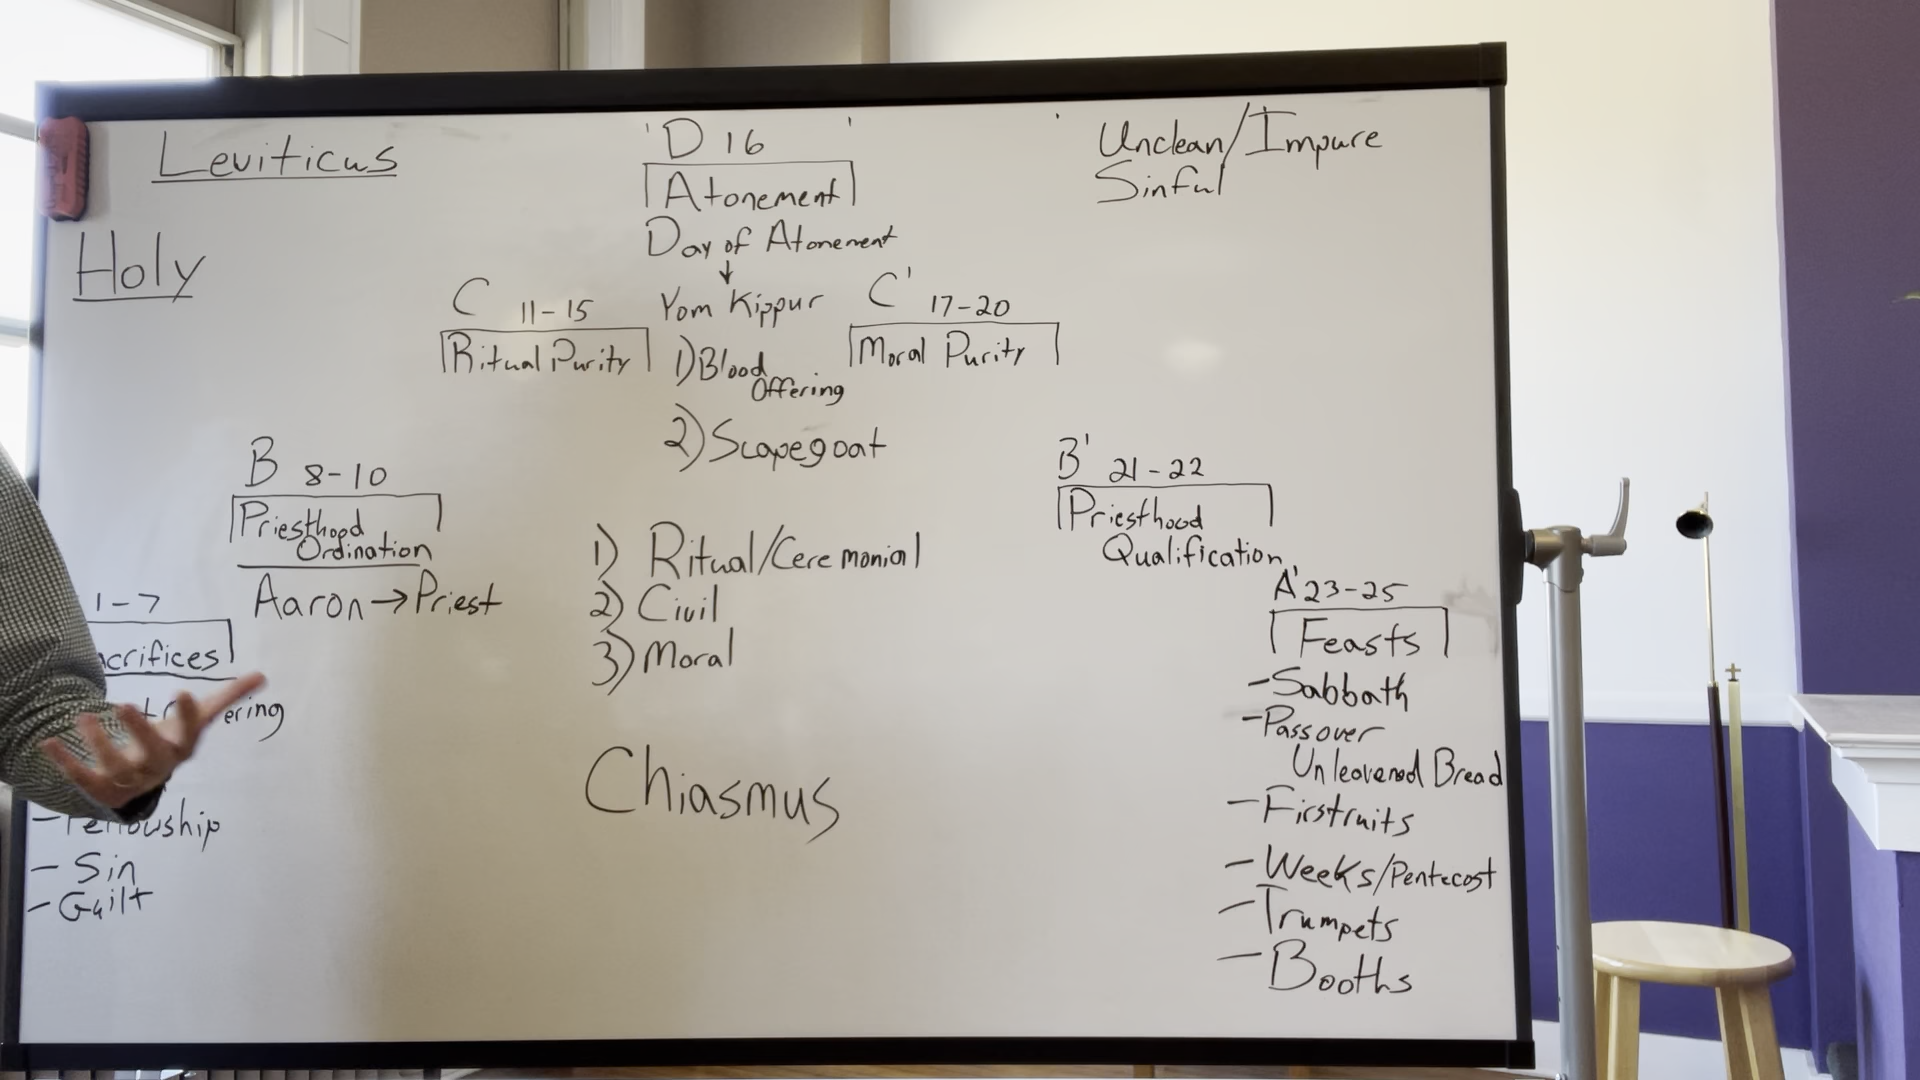 Leviticus
Holy
D 16
Atonement
Day of Atonement
Yom Kippur
1) Blood
Offering
2) Scapegoat
Unclean/Impure
Sinful
C 11-15
Ritual Purity
C' 17-20
Moral Purity
B 8-10
Priesthood
Ordination
Aaron → Priest
1-7
crifices
ering
- Fellowship
- Sin
- Guilt
1) Ritual/Ceremonial
2) Civil
3) Moral
Chiasmus
B' 21-22
Priesthood
Qualification
A' 23-25
Feasts
- Sabbath
- Passover
Unleavened Bread
- Firstruits
- Weeks/Pentecost
- Trumpets
- Booths